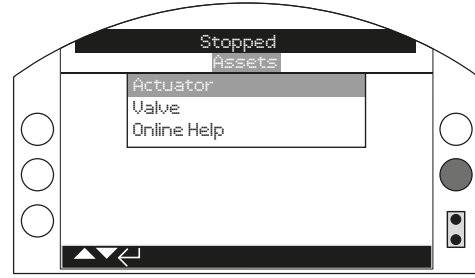 Stopped
Assets
Actuator
Valve
Online Help